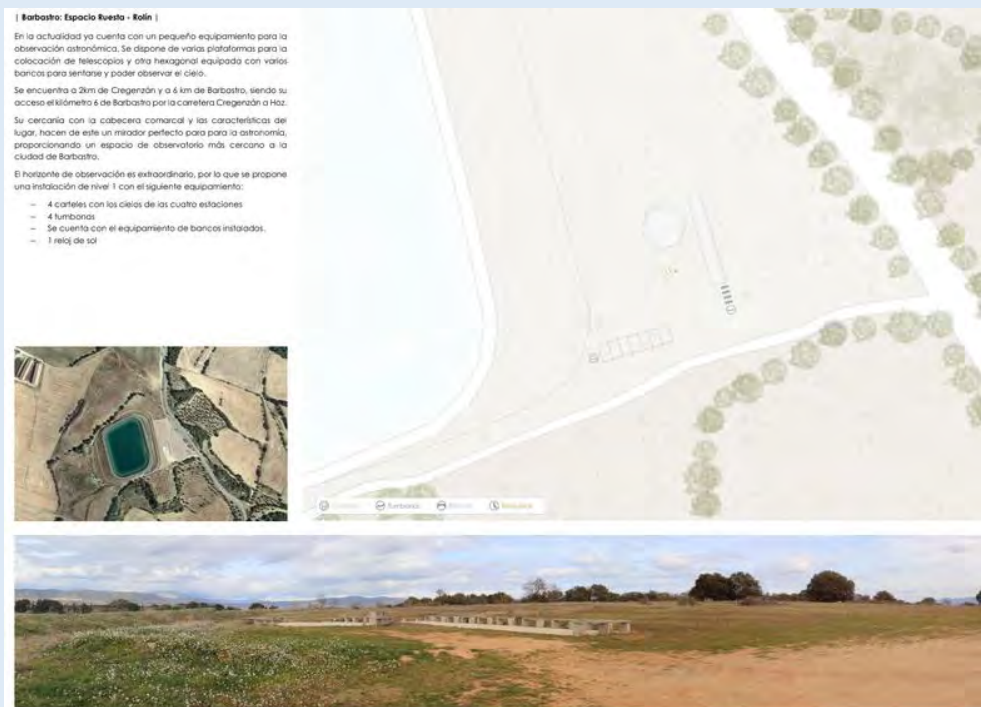 | Barbastro: Espacio Ruesta - Rolín |
En la actualidad ya cuenta con un pequeño equipamiento para la
observación astronómica. Se dispone de varias plataformas para la
colocación de telescopios y otra hexagonal equipada con varios
bancos para sentarse y poder observar el cielo.
Se encuentra a 2km de Cregenzán y a 6 km de Barbastro, siendo su
acceso el kilómetro 6 de Barbastro por la carretera Cregenzán a Hoz.
Su cercanía con la cabecera comarcal y las características del
lugar, hacen de este un mirador perfecto para para la astronomía,
proporcionando un espacio de observatorio más cercano a la
ciudad de Barbastro.
El horizonte de observación es extraordinario, por lo que se propone
una instalación de nivel 1 con el siguiente equipamiento:
– 4 carteles con los cielos de las cuatro estaciones
– 4 tumbonas
– Se cuenta con el equipamiento de bancos instalados.
– 1 reloj de sol
Tumbonas